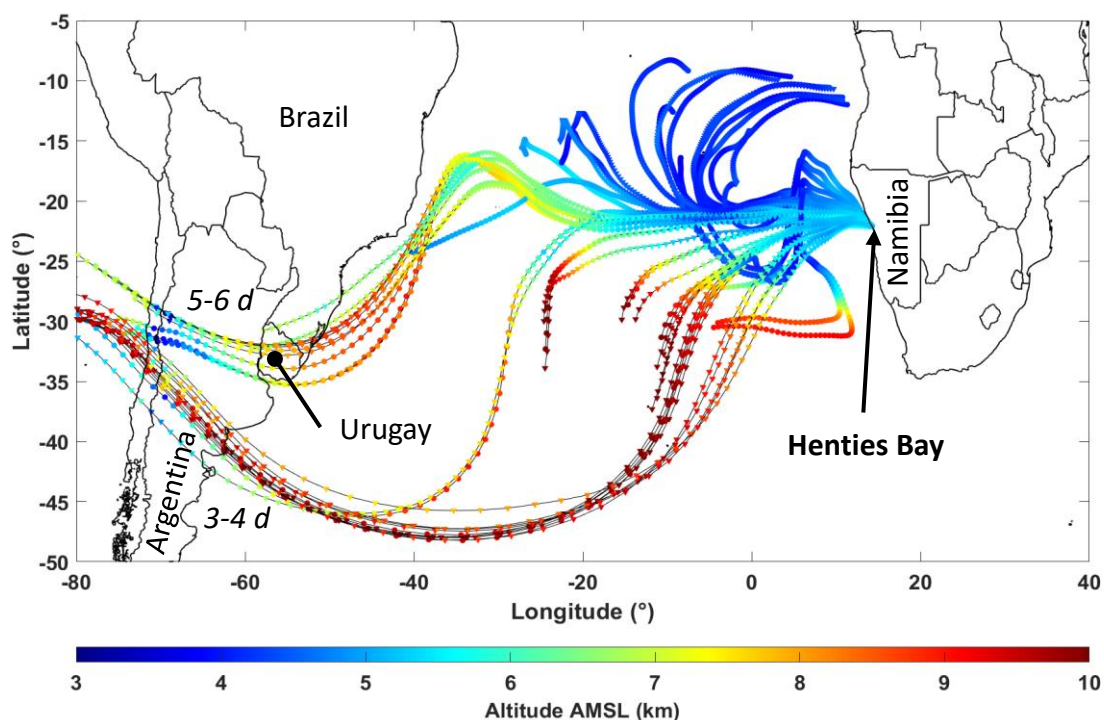 -5
-10
-15
-20
-25
-30
-35
-40
-45
-50
Latitude (°)
Brazil
5-6 d
Urugay
Argentina
3-4 d
Namibia
Henties Bay
-80 -60 -40 -20 0 20 40
Longitude (°)
3 4 5 6 7 8 9 10
Altitude AMSL (km)